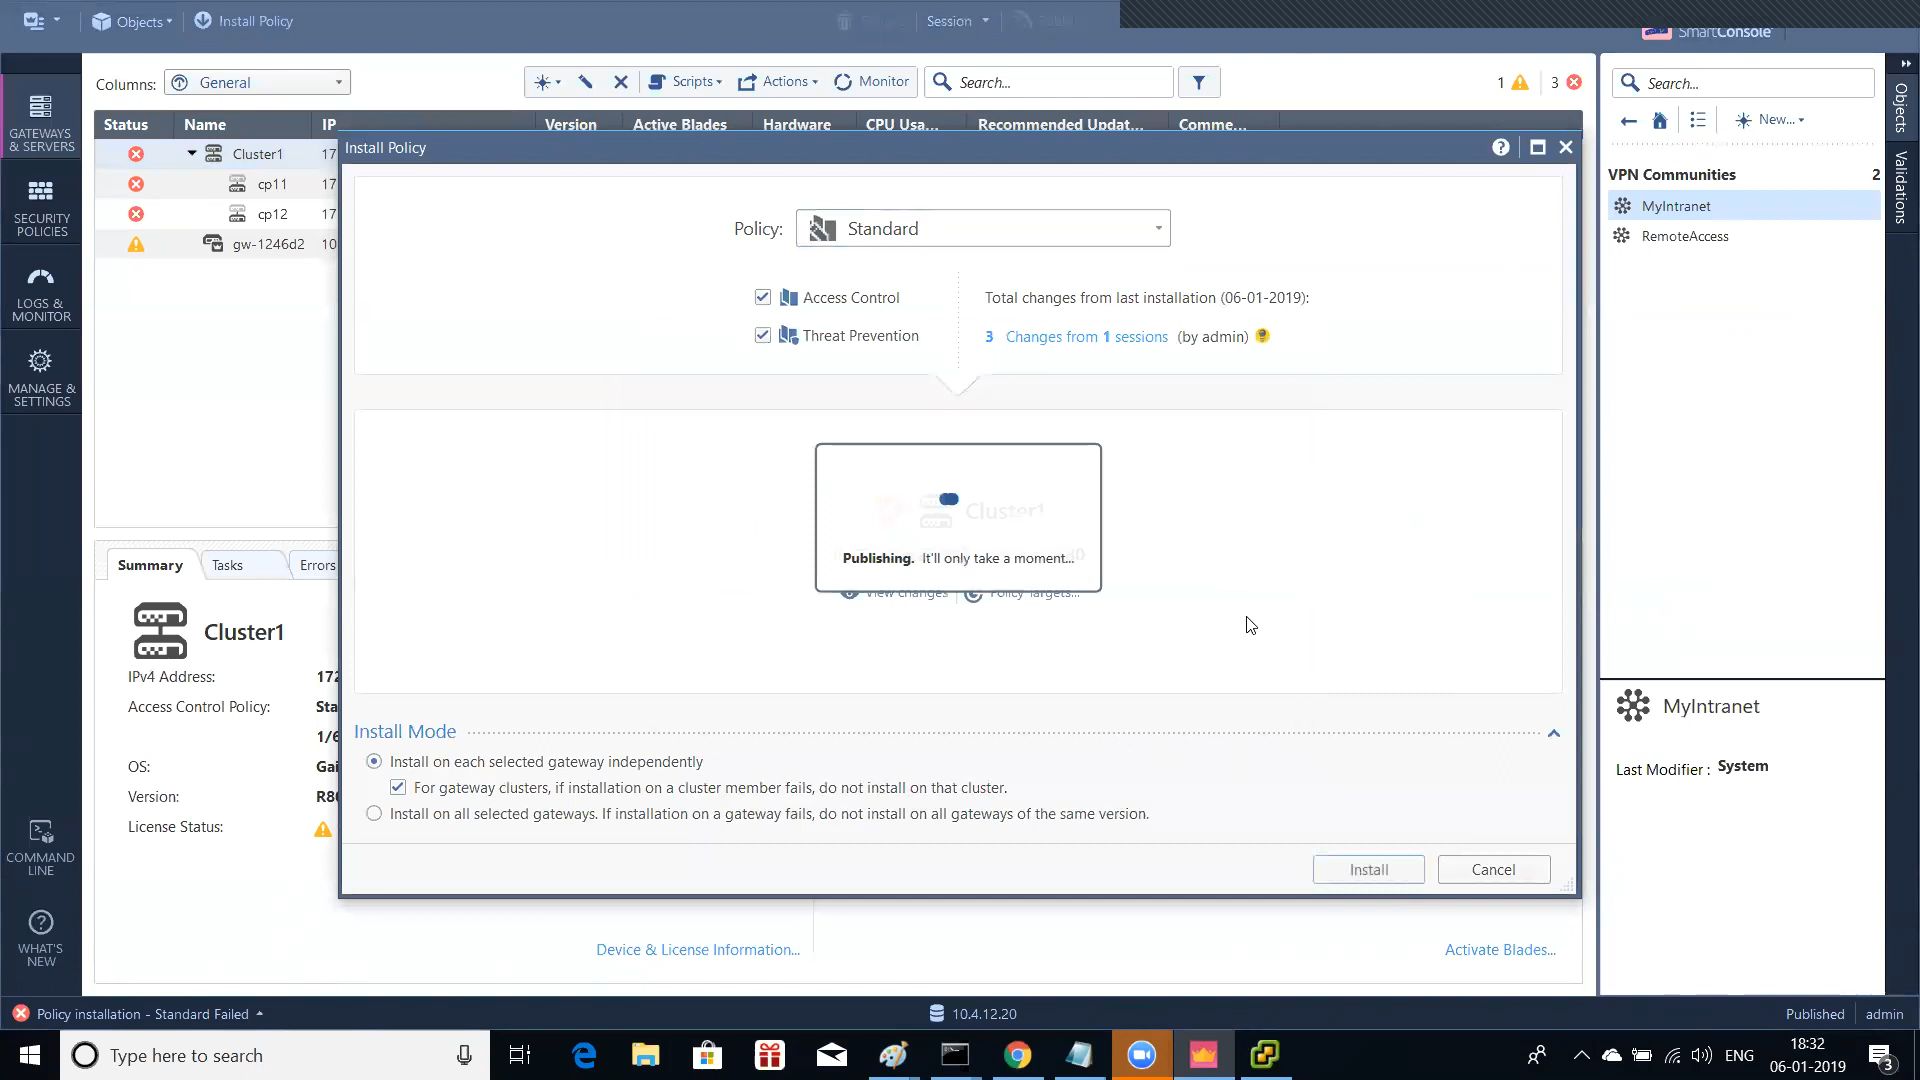 Objects
Install Policy
Session
SmartConsole
Columns:
General
Scripts
Actions
Monitor
Search...
1
3
Search...
New...
Objects
Validations
GATEWAYS
& SERVERS
SECURITY
POLICIES
LOGS &
MONITOR
MANAGE &
SETTINGS
COMMAND
LINE
WHAT'S
NEW
Status
Name
IP
Version
Active Blades
Hardware
CPU Usa...
Recommended Updat...
Comme...
Cluster1
17
cp11
17
cp12
17
gw-1246d2
10
VPN Communities
2
MyIntranet
RemoteAccess
Install Policy
Policy:
Standard
Access Control
Threat Prevention
Total changes from last installation (06-01-2019):
3 Changes from 1 sessions (by admin)
Cluster1
Publishing. It'll only take a moment...
View changes
Policy Targets...
Install Mode
Install on each selected gateway independently
For gateway clusters, if installation on a cluster member fails, do not install on that cluster.
Install on all selected gateways. If installation on a gateway fails, do not install on all gateways of the same version.
Install
Cancel
Summary
Tasks
Errors
Cluster1
IPv4 Address:
172
Access Control Policy:
Sta
1/6
OS:
Gai
Version:
R80
License Status:
Device & License Information...
Activate Blades...
MyIntranet
Last Modifier :
System
Policy installation - Standard Failed
10.4.12.20
Published
admin
Type here to search
ENG
18:32
06-01-2019
3